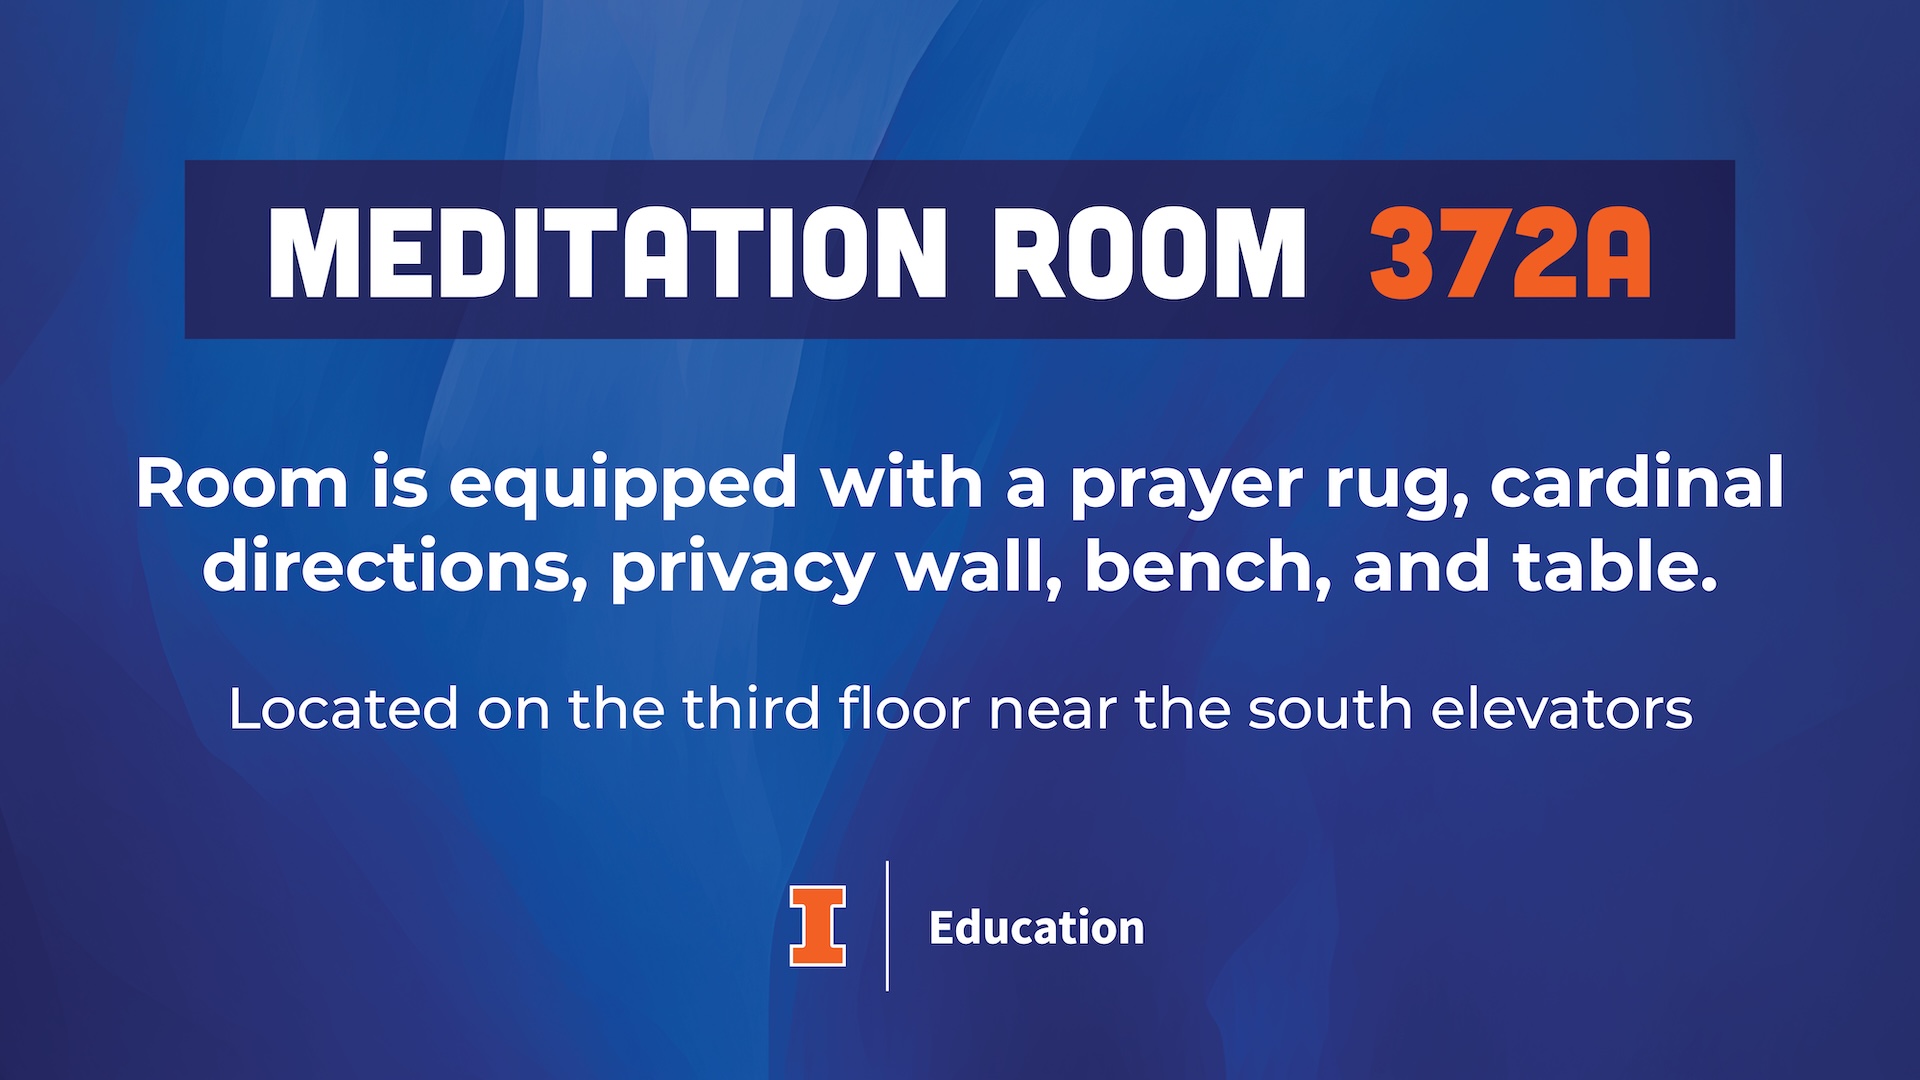 MEDITATION ROOM 372A
Room is equipped with a prayer rug, cardinal
directions, privacy wall, bench, and table.
Located on the third floor near the south elevators
I Education